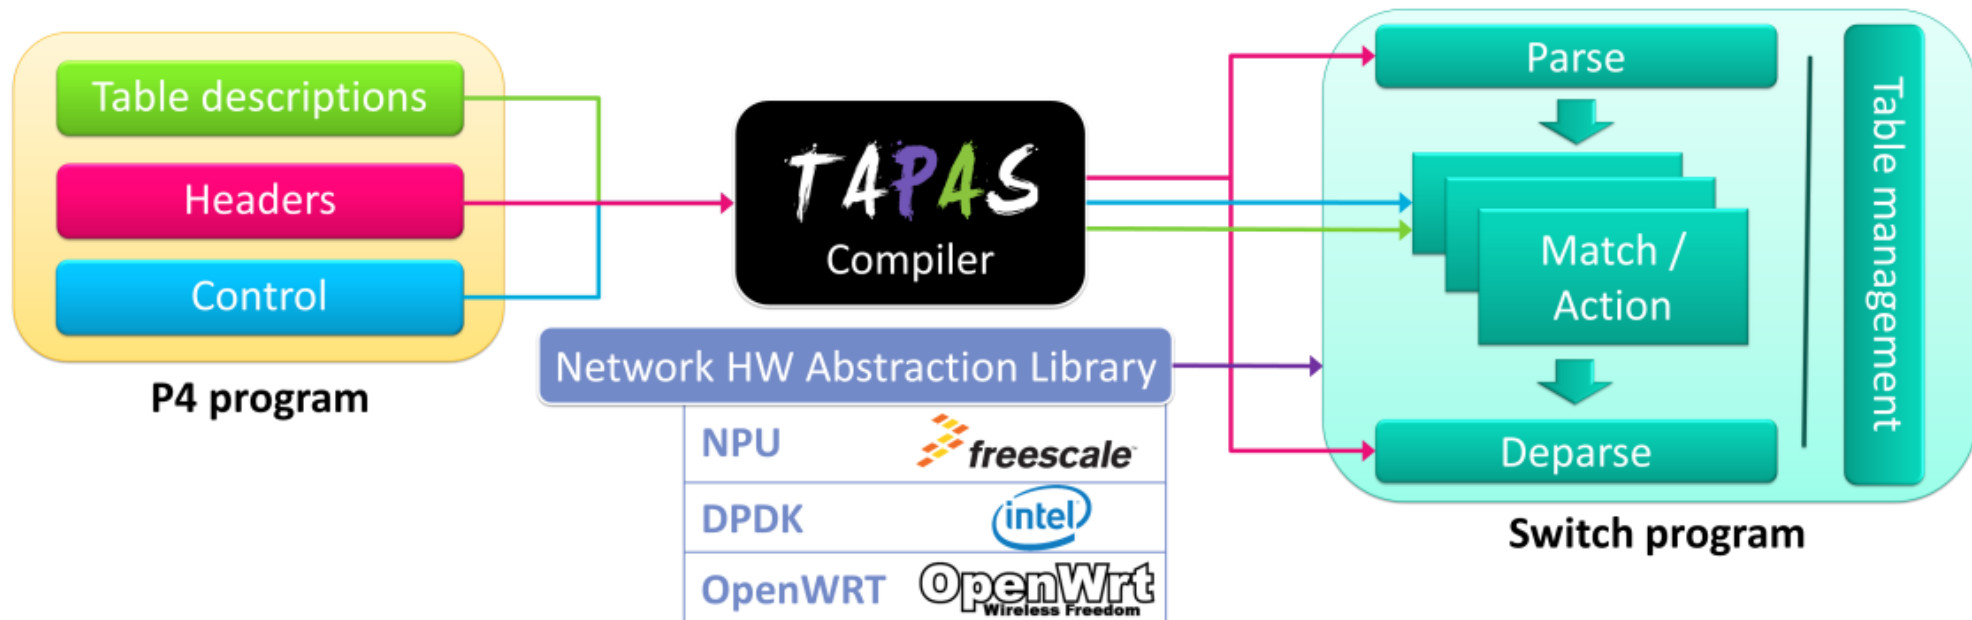 Table descriptions
Headers
Control
P4 program
TAPAS
Compiler
Network HW Abstraction Library
NPU
freescale™
DPDK
intel
OpenWRT
OpenWrt
Wireless Freedom
Parse
Match /
Action
Deparse
Table management
Switch program